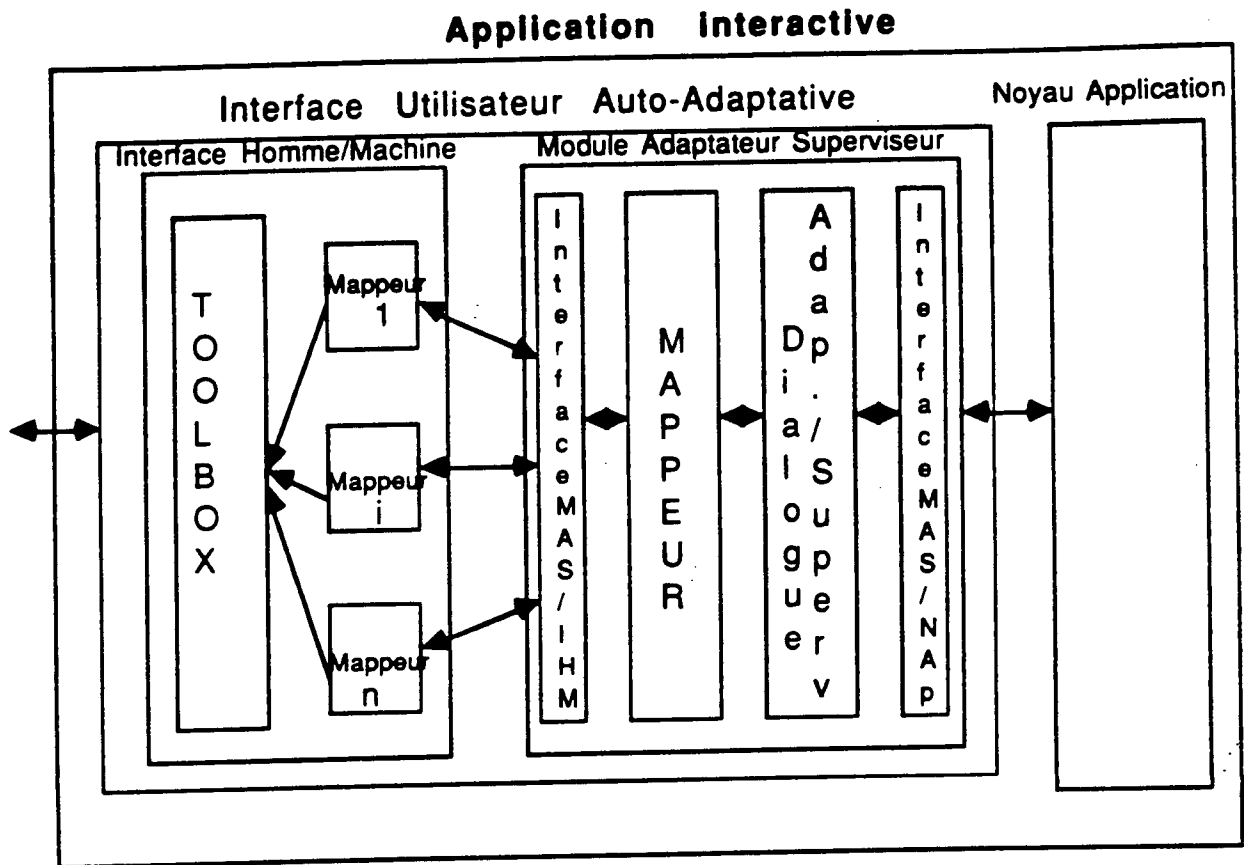 Application interactive
Interface Utilisateur Auto-Adaptative
Noyau Application
Interface Homme/Machine
Module Adaptateur Superviseur
TOOLBOX
Mappeur
1
Mappeur
i
Mappeur
n
InterfaceMAS/IHM
MAPPEUR
Dialogue
Adap./Superv
InterfaceMAS/NAp